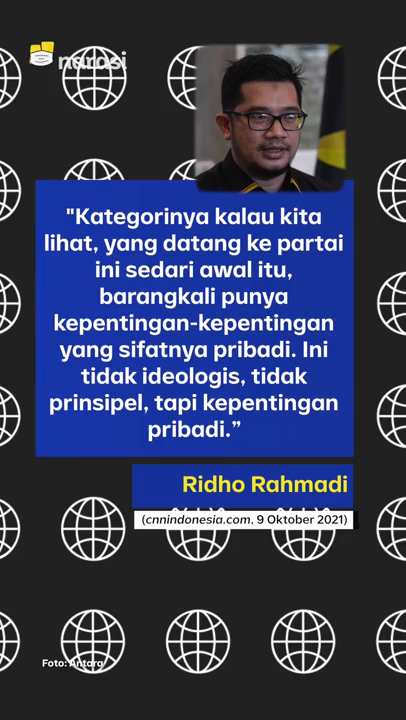 narasi
"Kategorinya kalau kita
lihat, yang datang ke partai
ini sedari awal itu,
barangkali punya
kepentingan-kepentingan
yang sifatnya pribadi. Ini
tidak ideologis, tidak
prinsipel, tapi kepentingan
pribadi.”
Ridho Rahmadi
(cnnindonesia.com, 9 Oktober 2021)
Foto: Antara